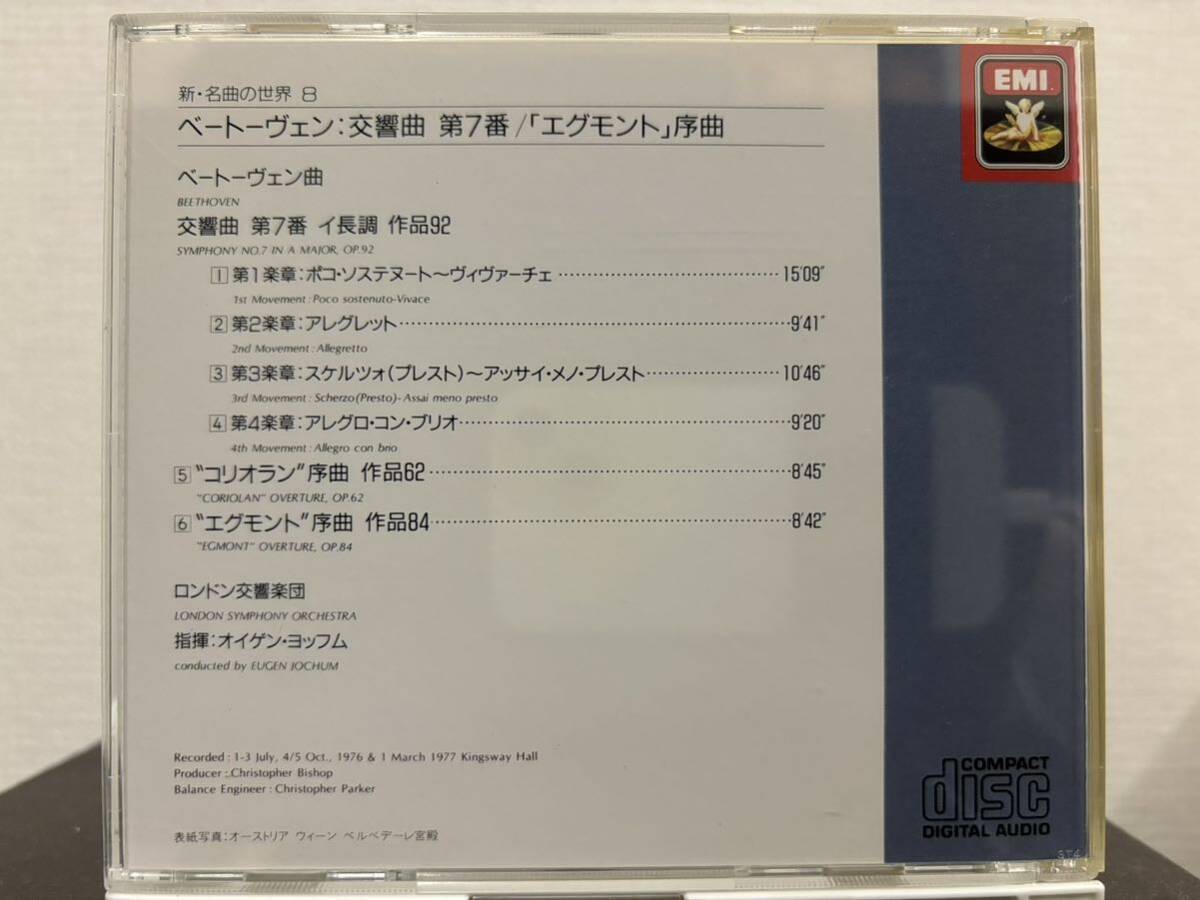 新・名曲の世界 8
ベートーヴェン:交響曲 第7番/「エグモント」序曲
EMI
ベートーヴェン曲
BEETHOVEN
交響曲 第7番 イ長調 作品92
SYMPHONY NO.7 IN A MAJOR, OP.92
1 第1楽章:ポコ・ソステヌート〜ヴィヴァーチェ 15'09"
1st Movement : Poco sostenuto-Vivace
2 第2楽章:アレグレット 9'41"
2nd Movement : Allegretto
3 第3楽章:スケルツォ(プレスト)〜アッサイ・メノ・プレスト 10'46"
3rd Movement : Scherzo(Presto)- Assai meno presto
4 第4楽章:アレグロ・コン・ブリオ 9'20"
4th Movement : Allegro con brio
5 "コリオラン"序曲 作品62 8'45"
"CORIOLAN" OVERTURE, OP.62
6 "エグモント"序曲 作品84 8'42"
"EGMONT" OVERTURE, OP.84
ロンドン交響楽団
LONDON SYMPHONY ORCHESTRA
指揮:オイゲン・ヨッフム
conducted by EUGEN JOCHUM
Recorded : 1-3 July, 4/5 Oct., 1976 & 1 March 1977 Kingsway Hall
Producer : Christopher Bishop
Balance Engineer : Christopher Parker
表紙写真:オーストリア ウィーン ベルベデーレ宮殿
COMPACT
disc
DIGITAL AUDIO
ST4